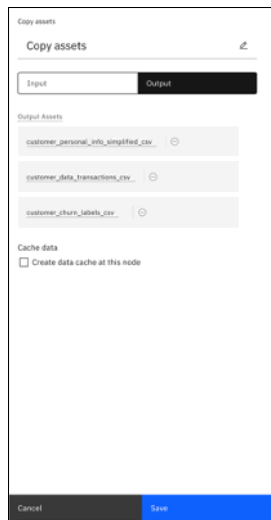 Copy assets
Copy assets
Input
Output
Output Assets
customer_personal_info_simplified_csv
customer_data_transactions_csv
customer_churn_labels_csv
Cache data
Create data cache at this node
Cancel
Save